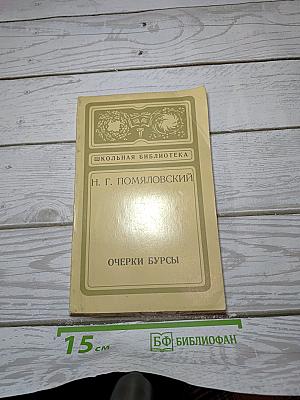 ШКОЛЬНАЯ БИБЛИОТЕКА
Н. Г. ПОМЯЛОВСКИЙ
ОЧЕРКИ БУРСЫ
15 см
БФ БИБЛИОФАН